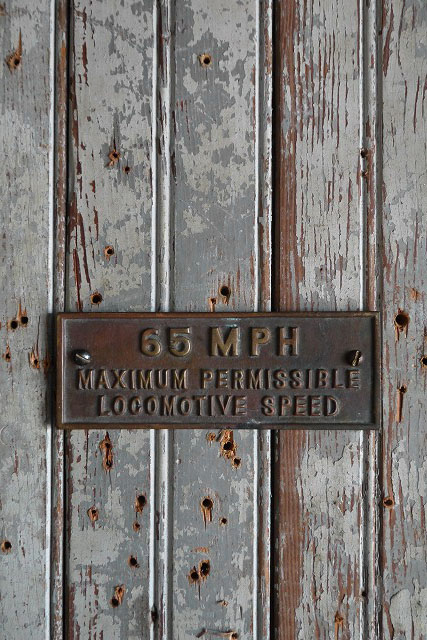 65 MPH
MAXIMUM PERMISSIBLE
LOCOMOTIVE SPEED